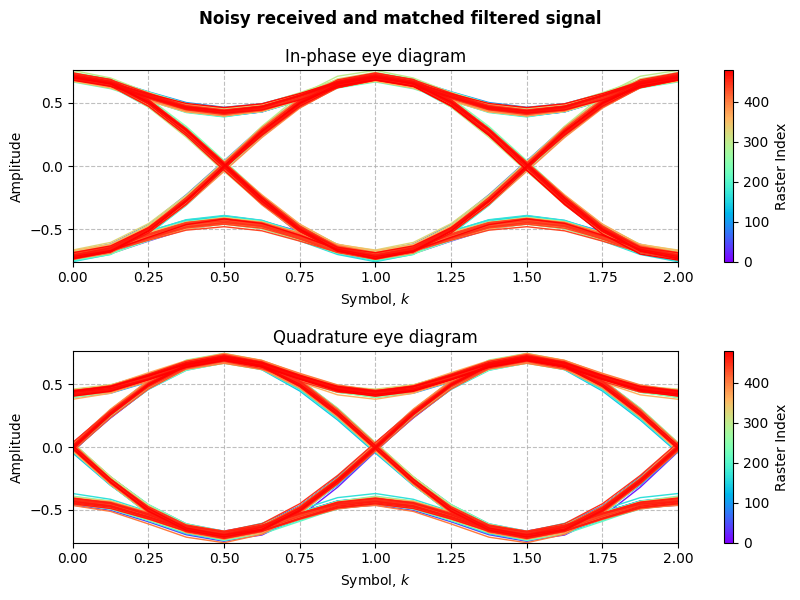 Noisy received and matched filtered signal
In-phase eye diagram
Amplitude
0.5
0.0
−0.5
0.00 0.25 0.50 0.75 1.00 1.25 1.50 1.75 2.00
Symbol, k
400
300
200
100
0
Raster Index
Quadrature eye diagram
Amplitude
0.5
0.0
−0.5
0.00 0.25 0.50 0.75 1.00 1.25 1.50 1.75 2.00
Symbol, k
400
300
200
100
0
Raster Index